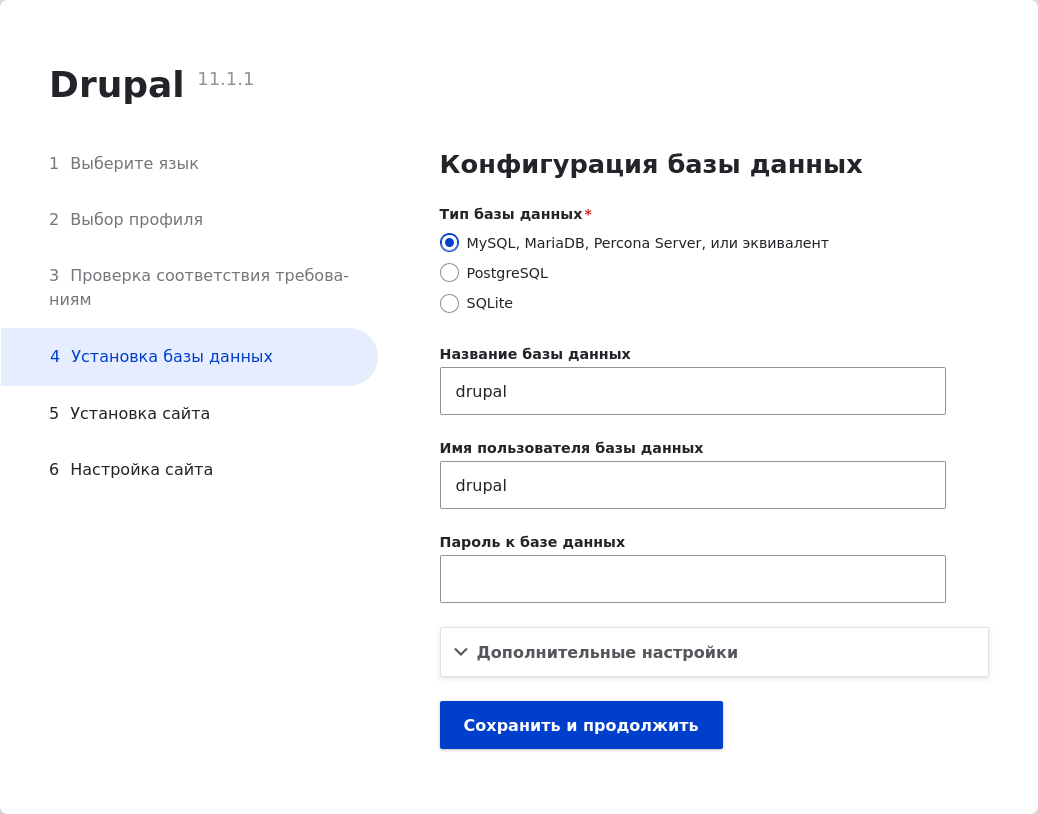 Drupal 11.1.1
1 Выберите язык
2 Выбор профиля
3 Проверка соответствия требова-
ниям
4 Установка базы данных
5 Установка сайта
6 Настройка сайта
Конфигурация базы данных
Тип базы данных*
MySQL, MariaDB, Percona Server, или эквивалент
PostgreSQL
SQLite
Название базы данных
drupal
Имя пользователя базы данных
drupal
Пароль к базе данных
Дополнительные настройки
Сохранить и продолжить